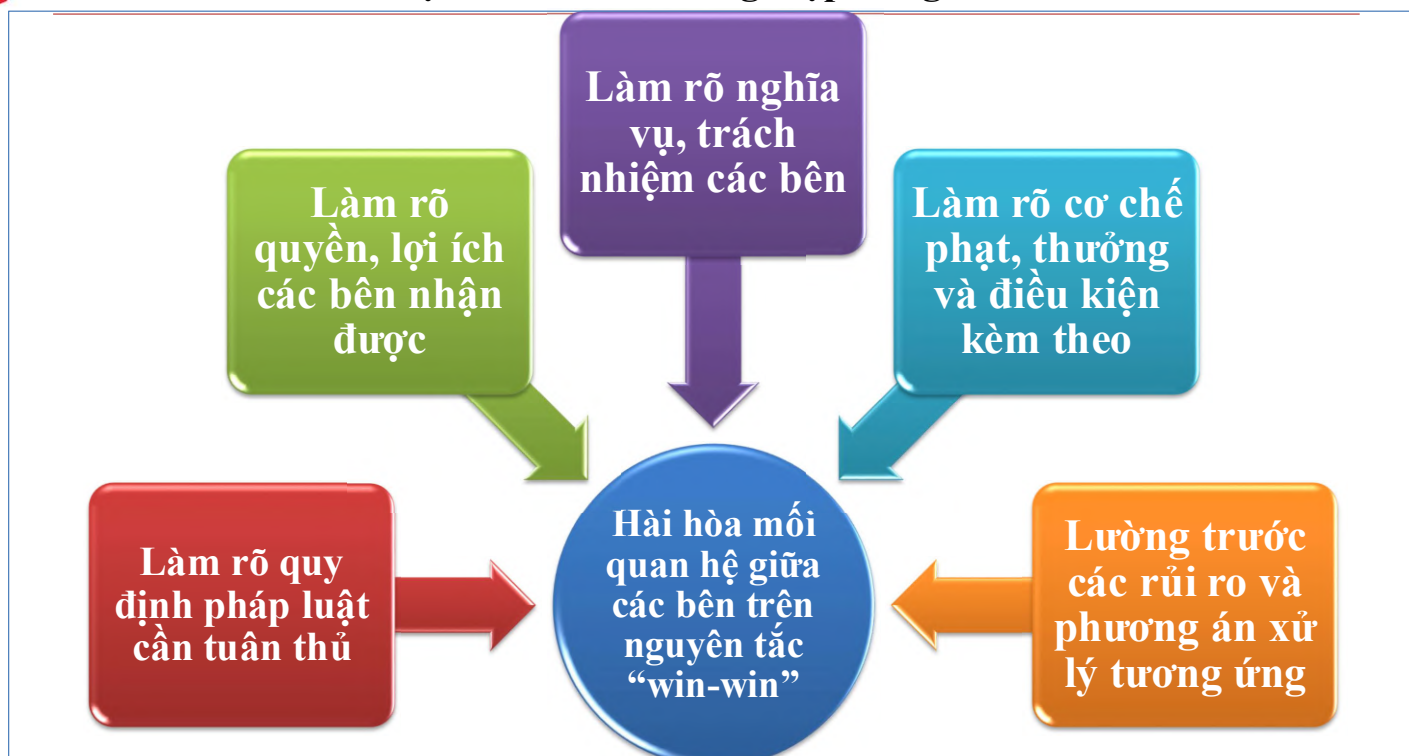 Làm rõ nghĩa
vụ, trách
nhiệm các bên
Làm rõ
quyền, lợi ích
các bên nhận
được
Làm rõ cơ chế
phạt, thưởng
và điều kiện
kèm theo
Làm rõ quy
định pháp luật
cần tuân thủ
Hài hòa mối
quan hệ giữa
các bên trên
nguyên tắc
“win-win”
Lường trước
các rủi ro và
phương án xử
lý tương ứng